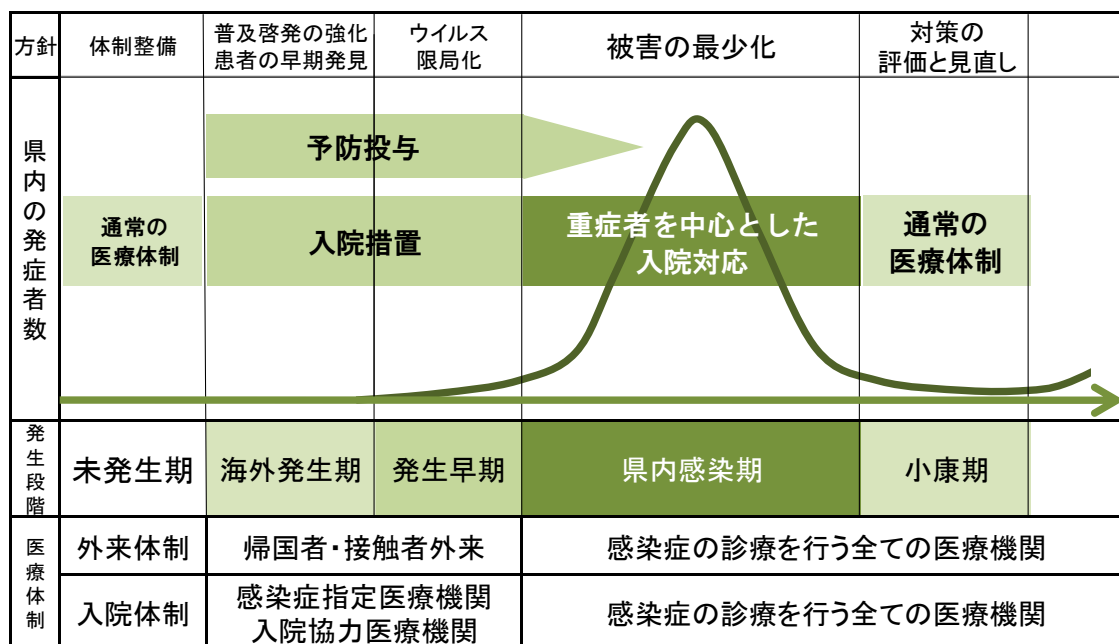 方針
体制整備
普及啓発の強化
患者の早期発見
ウイルス
限局化
被害の最少化
対策の
評価と見直し
県内の発症者数
予防投与
通常の
医療体制
入院措置
重症者を中心とした
入院対応
通常の
医療体制
発生段階
未発生期
海外発生期
発生早期
県内感染期
小康期
医療体制
外来体制
帰国者・接触者外来
感染症の診療を行う全ての医療機関
入院体制
感染症指定医療機関
入院協力医療機関
感染症の診療を行う全ての医療機関